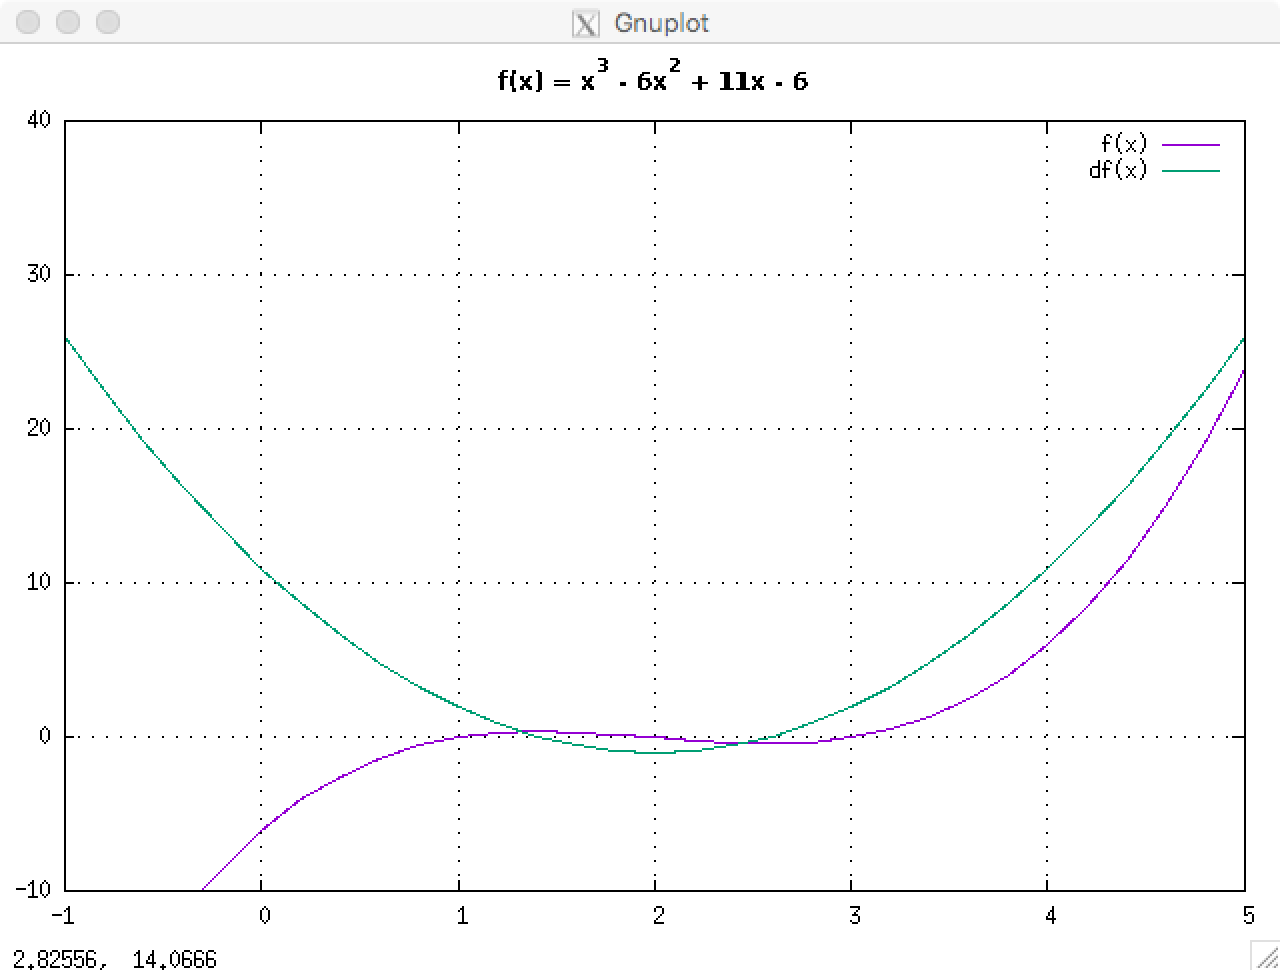 Gnuplot
f(x) = x³ - 6x² + 11x - 6
40
30
20
10
0
-10
f(x)
df(x)
-1 0 1 2 3 4 5
2.82556, 14.0666